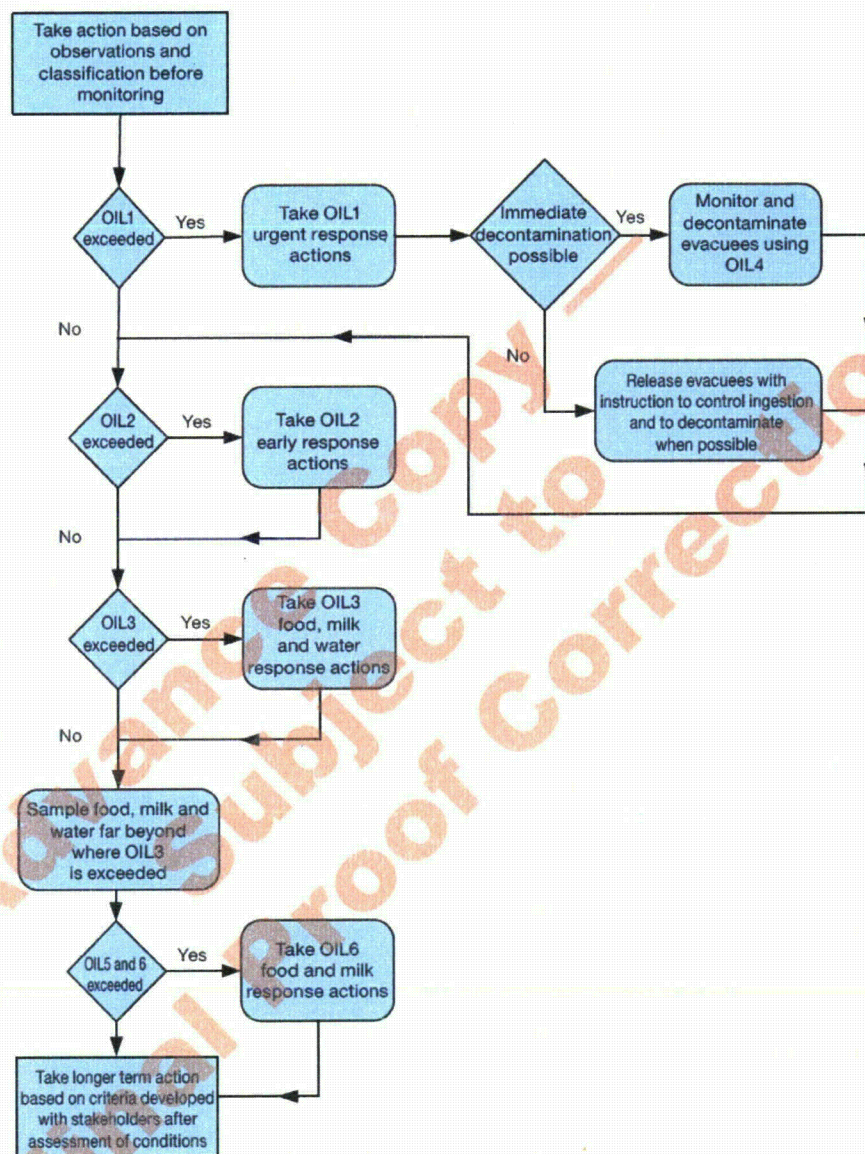 Take action based on
observations and
classification before
monitoring
OIL1
exceeded
Yes
Take OIL1
urgent response
actions
Immediate
decontamination
possible
Yes
Monitor and
decontaminate
evacuees using
OIL4
No
No
Release evacuees with
instruction to control ingestion
and to decontaminate
when possible
OIL2
exceeded
Yes
Take OIL2
early response
actions
No
OIL3
exceeded
Yes
Take OIL3
food, milk
and water
response actions
No
Sample food, milk and
water far beyond
where OIL3
is exceeded
OIL5 and 6
exceeded
Yes
Take OIL6
food and milk
response actions
Take longer term action
based on criteria developed
with stakeholders after
assessment of conditions
Advance Copy —
Subject to
Final Proof Correction